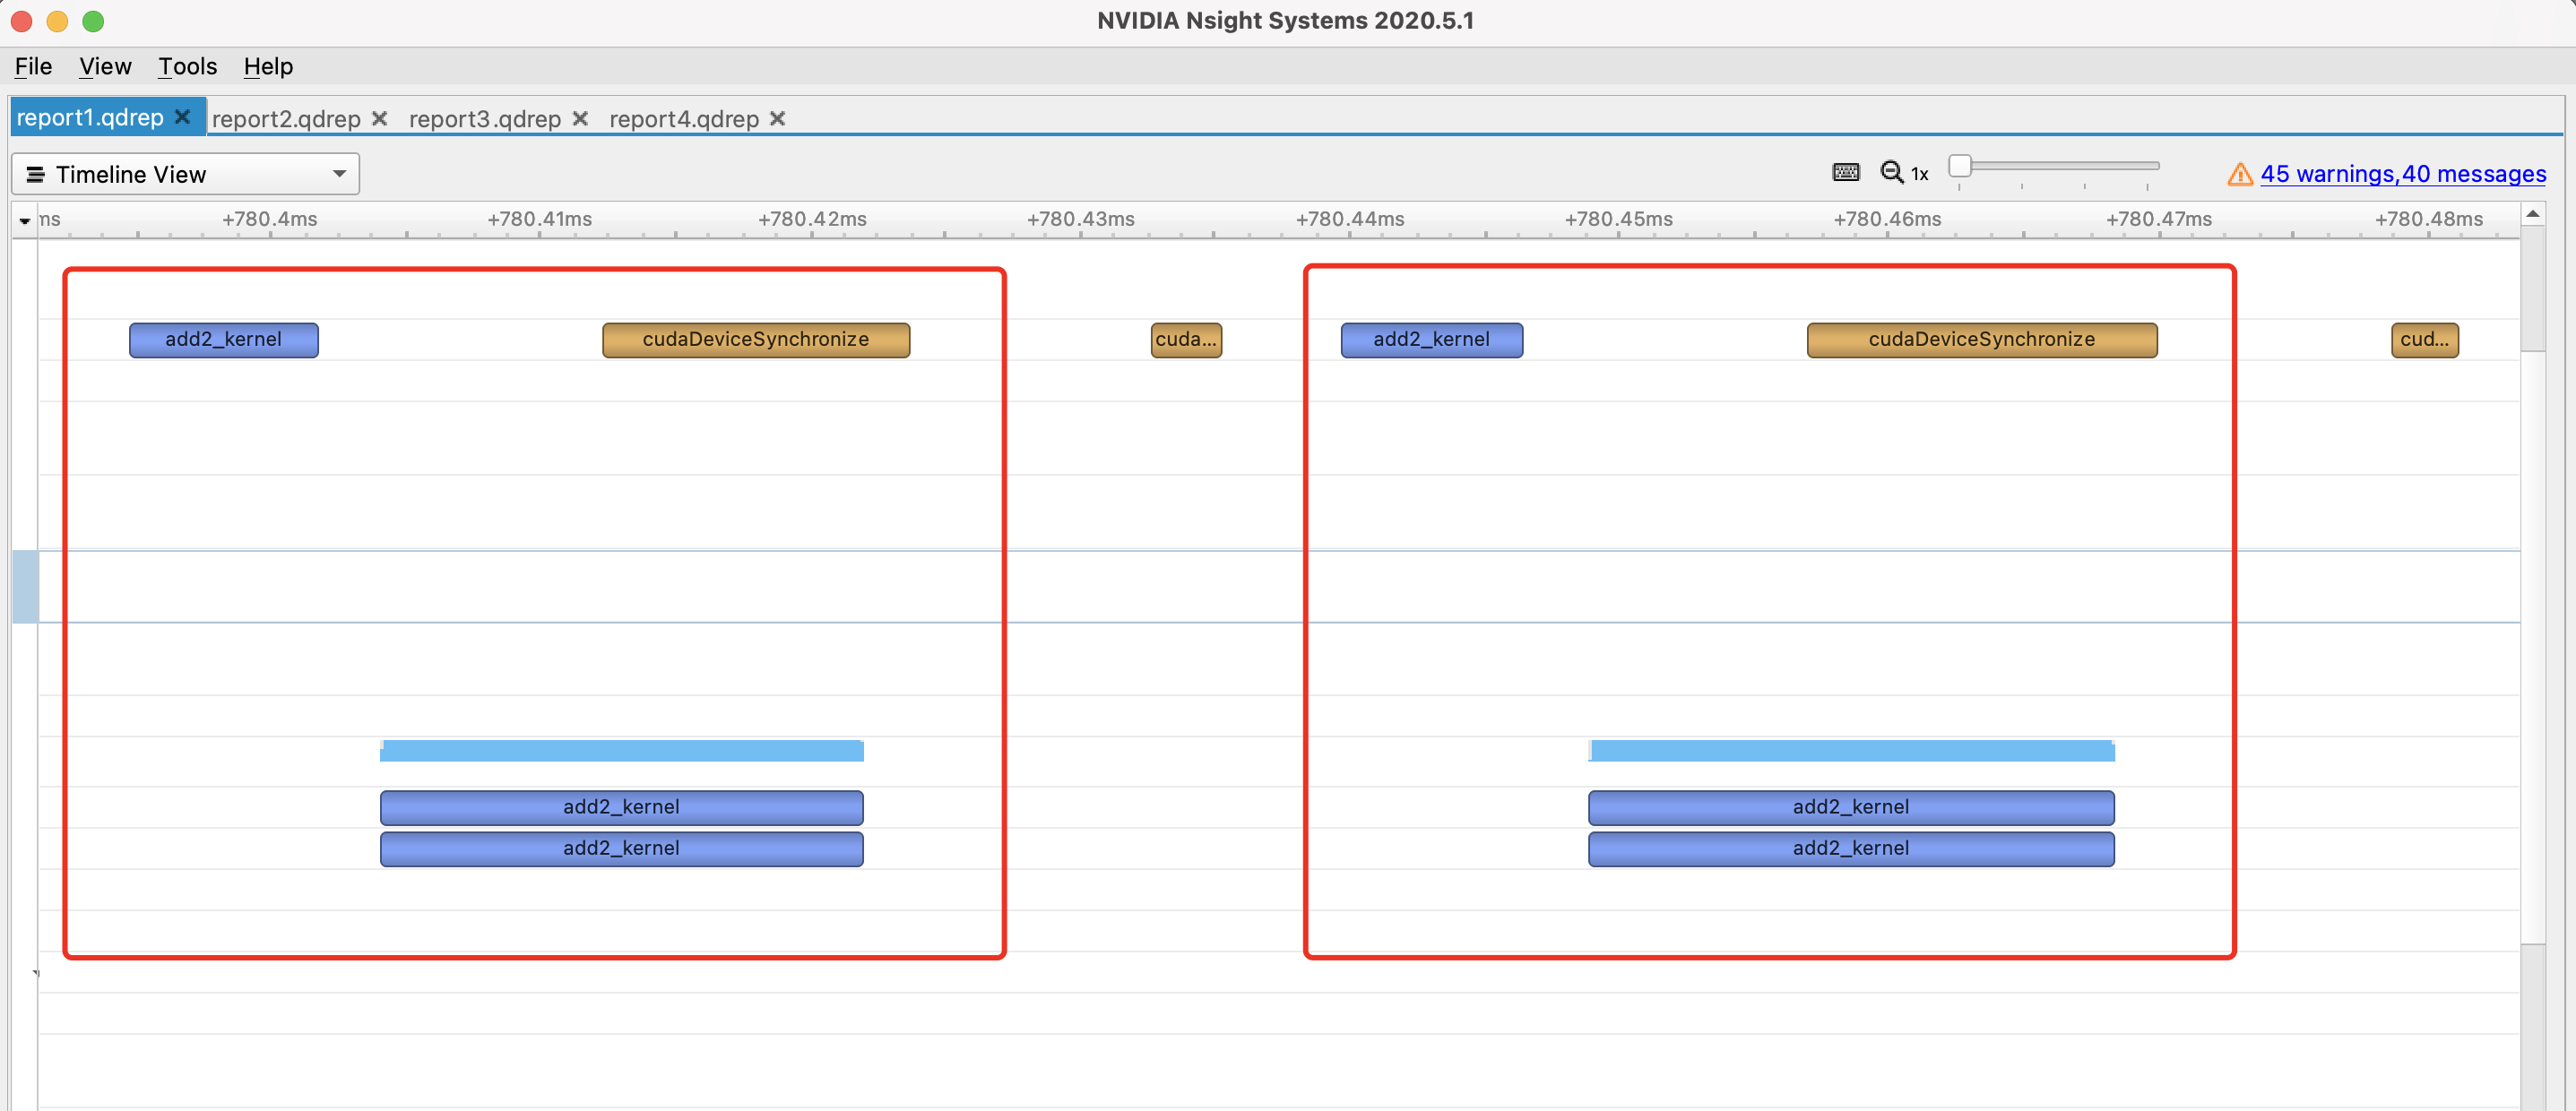 NVIDIA Nsight Systems 2020.5.1
File View Tools Help
report1.qdrep report2.qdrep report3.qdrep report4.qdrep
Timeline View 1x 45 warnings,40 messages
ms +780.4ms +780.41ms +780.42ms +780.43ms +780.44ms +780.45ms +780.46ms +780.47ms +780.48ms
add2_kernel cudaDeviceSynchronize cuda... add2_kernel cudaDeviceSynchronize cud...
add2_kernel add2_kernel
add2_kernel add2_kernel